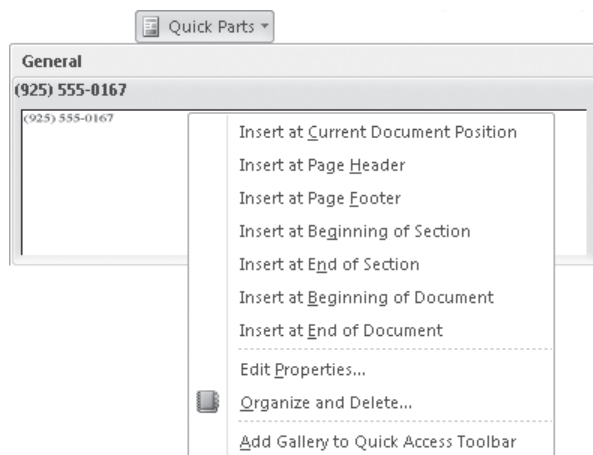 Quick Parts
General
(925) 555-0167
(925) 555-0167
Insert at Current Document Position
Insert at Page Header
Insert at Page Footer
Insert at Beginning of Section
Insert at End of Section
Insert at Beginning of Document
Insert at End of Document
Edit Properties...
Organize and Delete...
Add Gallery to Quick Access Toolbar